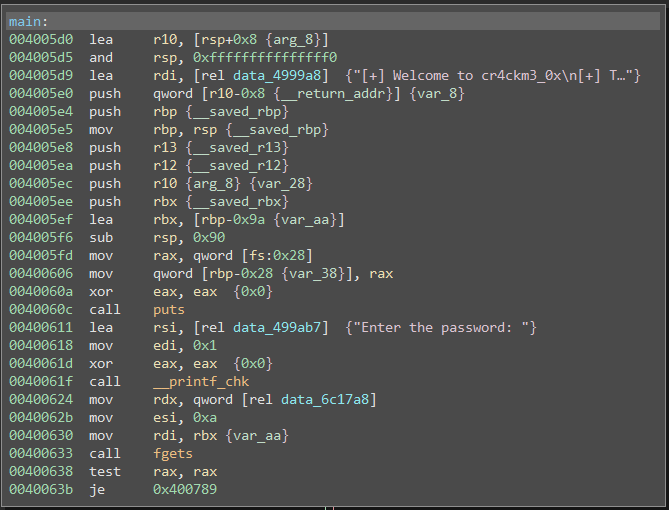 main:
004005d0 lea r10, [rsp+0x8 {arg_8}]
004005d5 and rsp, 0xfffffffffffffff0
004005d9 lea rdi, [rel data_4999a8] {"[+] Welcome to cr4ckm3_0x\n[+] T…"}
004005e0 push qword [r10-0x8 {__return_addr}] {var_8}
004005e4 push rbp {__saved_rbp}
004005e5 mov rbp, rsp {__saved_rbp}
004005e8 push r13 {__saved_r13}
004005ea push r12 {__saved_r12}
004005ec push r10 {arg_8} {var_28}
004005ee push rbx {__saved_rbx}
004005ef lea rbx, [rbp-0x9a {var_aa}]
004005f6 sub rsp, 0x90
004005fd mov rax, qword [fs:0x28]
00400606 mov qword [rbp-0x28 {var_38}], rax
0040060a xor eax, eax {0x0}
0040060c call puts
00400611 lea rsi, [rel data_499ab7] {"Enter the password: "}
00400618 mov edi, 0x1
0040061d xor eax, eax {0x0}
0040061f call __printf_chk
00400624 mov rdx, qword [rel data_6c17a8]
0040062b mov esi, 0xa
00400630 mov rdi, rbx {var_aa}
00400633 call fgets
00400638 test rax, rax
0040063b je 0x400789